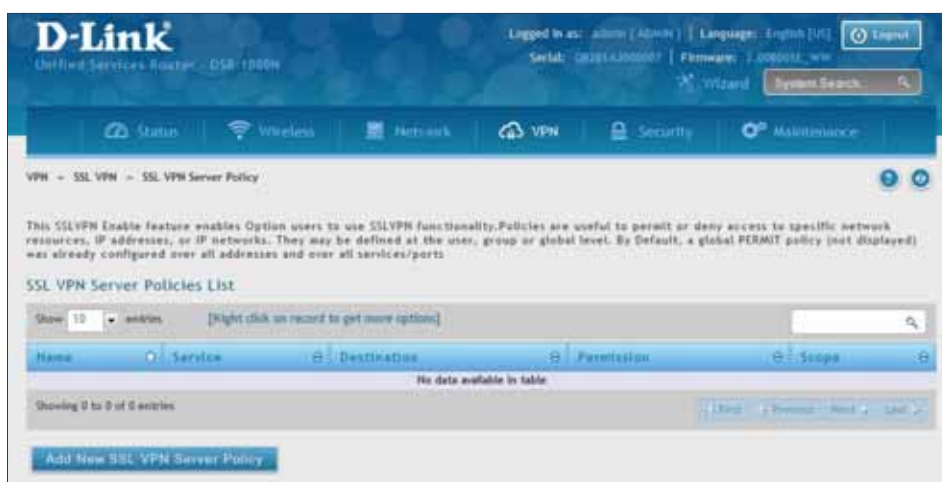 D-Link
Logged in as: admin [ADMIN] | Language: English [US]
Logout
Unified Services Router - DSR-1000N
Serial: | Firmware:
Wizard
System Search...
Status
Wireless
Network
VPN
Security
Maintenance
VPN
SSL VPN
SSL VPN Server Policy
This SSLVPN Enable feature enables Option users to use SSLVPN functionality.Policies are useful to permit or deny access to specific network
resources, IP addresses, or IP networks. They may be defined at the user, group or global level. By Default, a global PERMIT policy (not displayed)
was already configured over all addresses and over all services/ports
SSL VPN Server Policies List
Show 10 entries [Right click on record to get more options]
Name Service Destination Permission Scope
No data available in table
Showing 0 to 0 of 0 entries
First Previous Next Last
Add New SSL VPN Server Policy